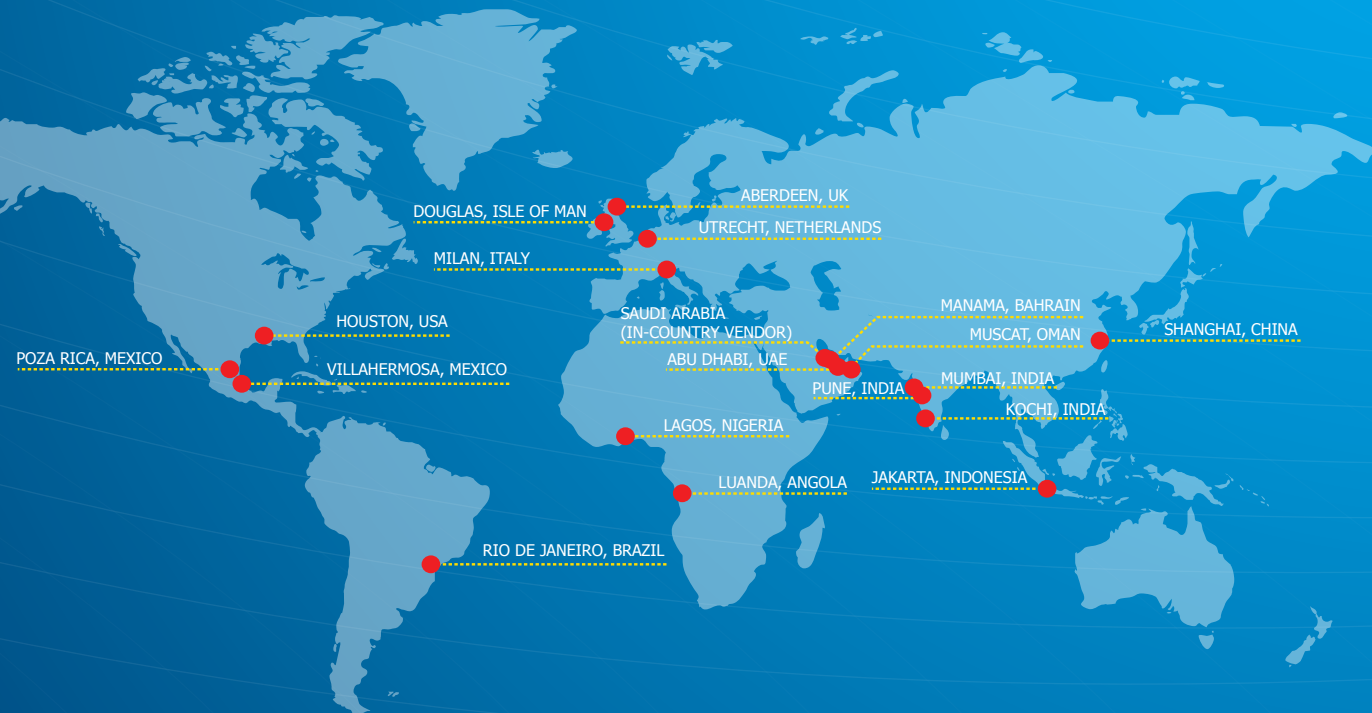 ABERDEEN, UK
DOUGLAS, ISLE OF MAN
UTRECHT, NETHERLANDS
MILAN, ITALY
SAUDI ARABIA
(IN-COUNTRY VENDOR)
MANAMA, BAHRAIN
HOUSTON, USA
MUSCAT, OMAN
SHANGHAI, CHINA
POZA RICA, MEXICO
ABU DHABI, UAE
VILLAHERMOSA, MEXICO
MUMBAI, INDIA
PUNE, INDIA
KOCHI, INDIA
LAGOS, NIGERIA
JAKARTA, INDONESIA
LUANDA, ANGOLA
RIO DE JANEIRO, BRAZIL